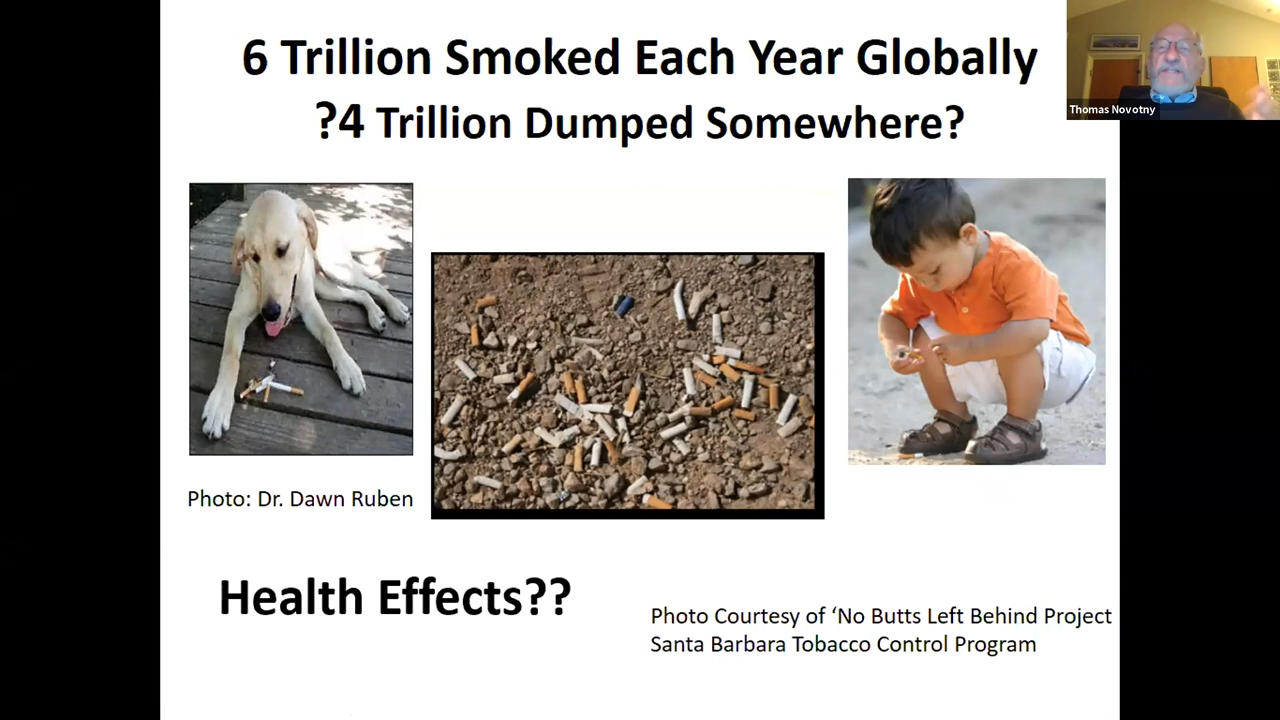 6 Trillion Smoked Each Year Globally
?4 Trillion Dumped Somewhere?
Thomas Novotny
Photo: Dr. Dawn Ruben
Health Effects??
Photo Courtesy of ‘No Butts Left Behind Project
Santa Barbara Tobacco Control Program